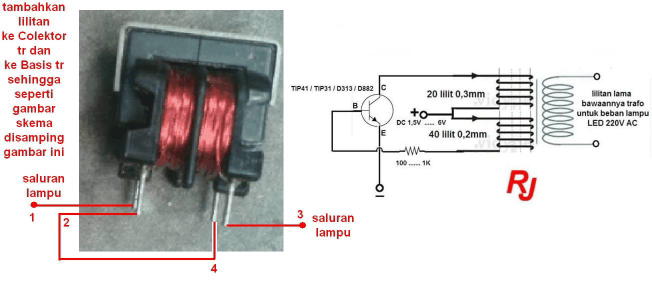 tambahkan
lilitan
ke Colektor
tr dan
ke Basis tr
sehingga
seperti
gambar
skema
disamping
gambar ini
saluran
lampu
1
2
3 saluran
lampu
4
TIP41 / TIP31 / D313 / D882
C
B
E
20 lilit 0,3mm
+
DC 1,5V ..... 6V
40 lilit 0,2mm
100 ...... 1K
lilitan lama
bawaannya trafo
untuk beban lampu
LED 220V AC
RJ